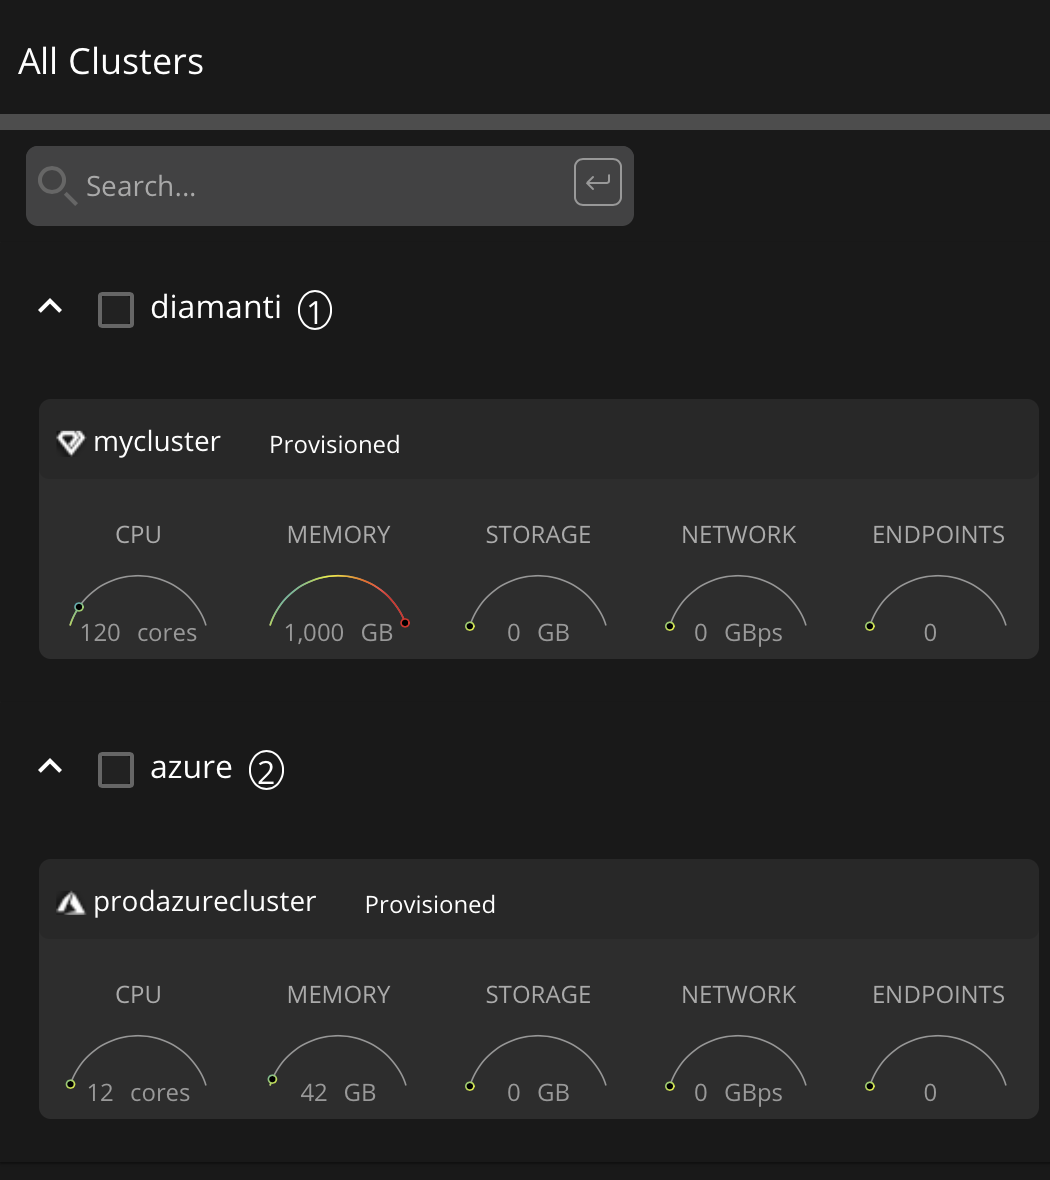 All Clusters
Search...
diamanti 1
mycluster Provisioned
CPU MEMORY STORAGE NETWORK ENDPOINTS
120 cores 1,000 GB 0 GB 0 GBps 0
azure 2
prodazurecluster Provisioned
CPU MEMORY STORAGE NETWORK ENDPOINTS
12 cores 42 GB 0 GB 0 GBps 0